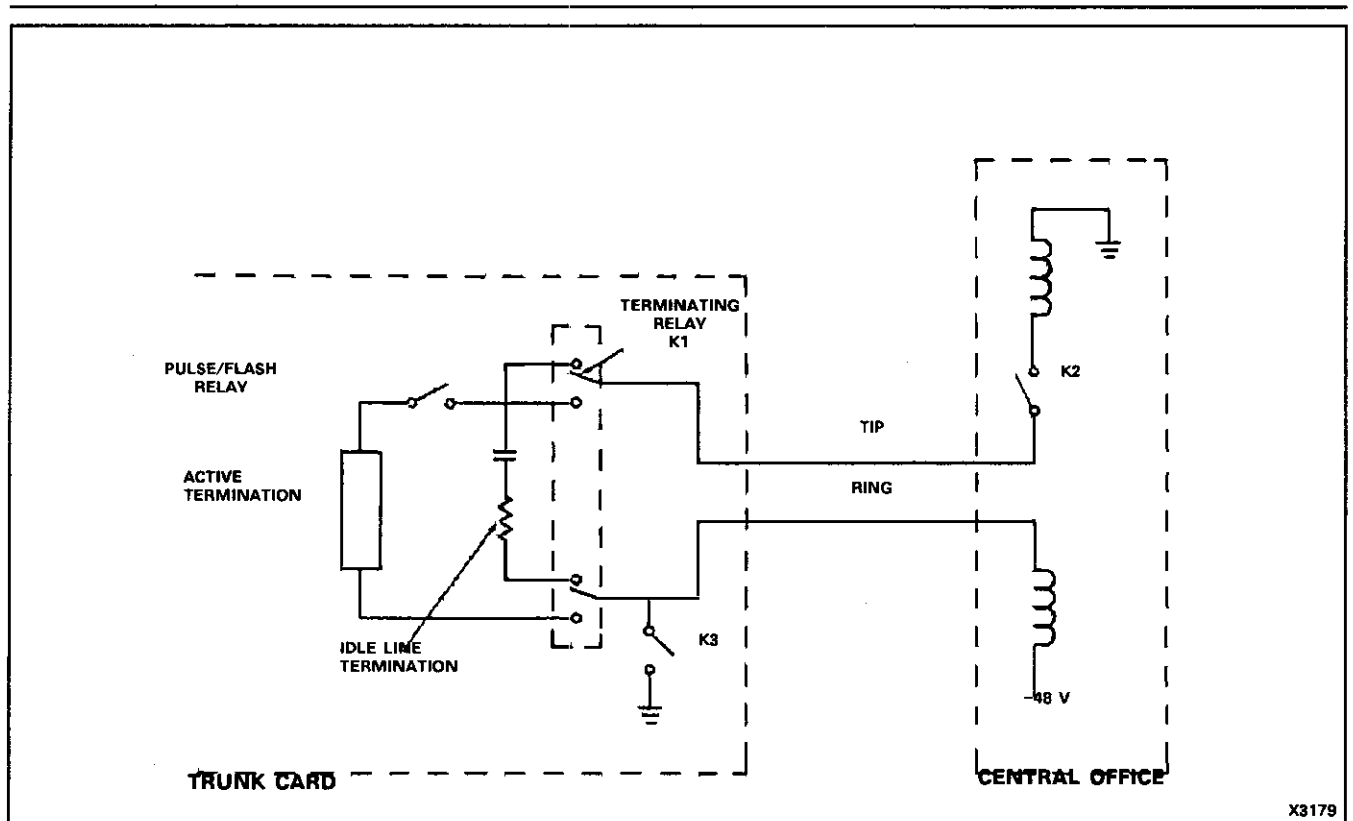 TERMINATING
RELAY
K1
PULSE/FLASH
RELAY
K2
TIP
RING
ACTIVE
TERMINATION
IDLE LINE
TERMINATION
K3
-48 V
TRUNK CARD
CENTRAL OFFICE
X3179